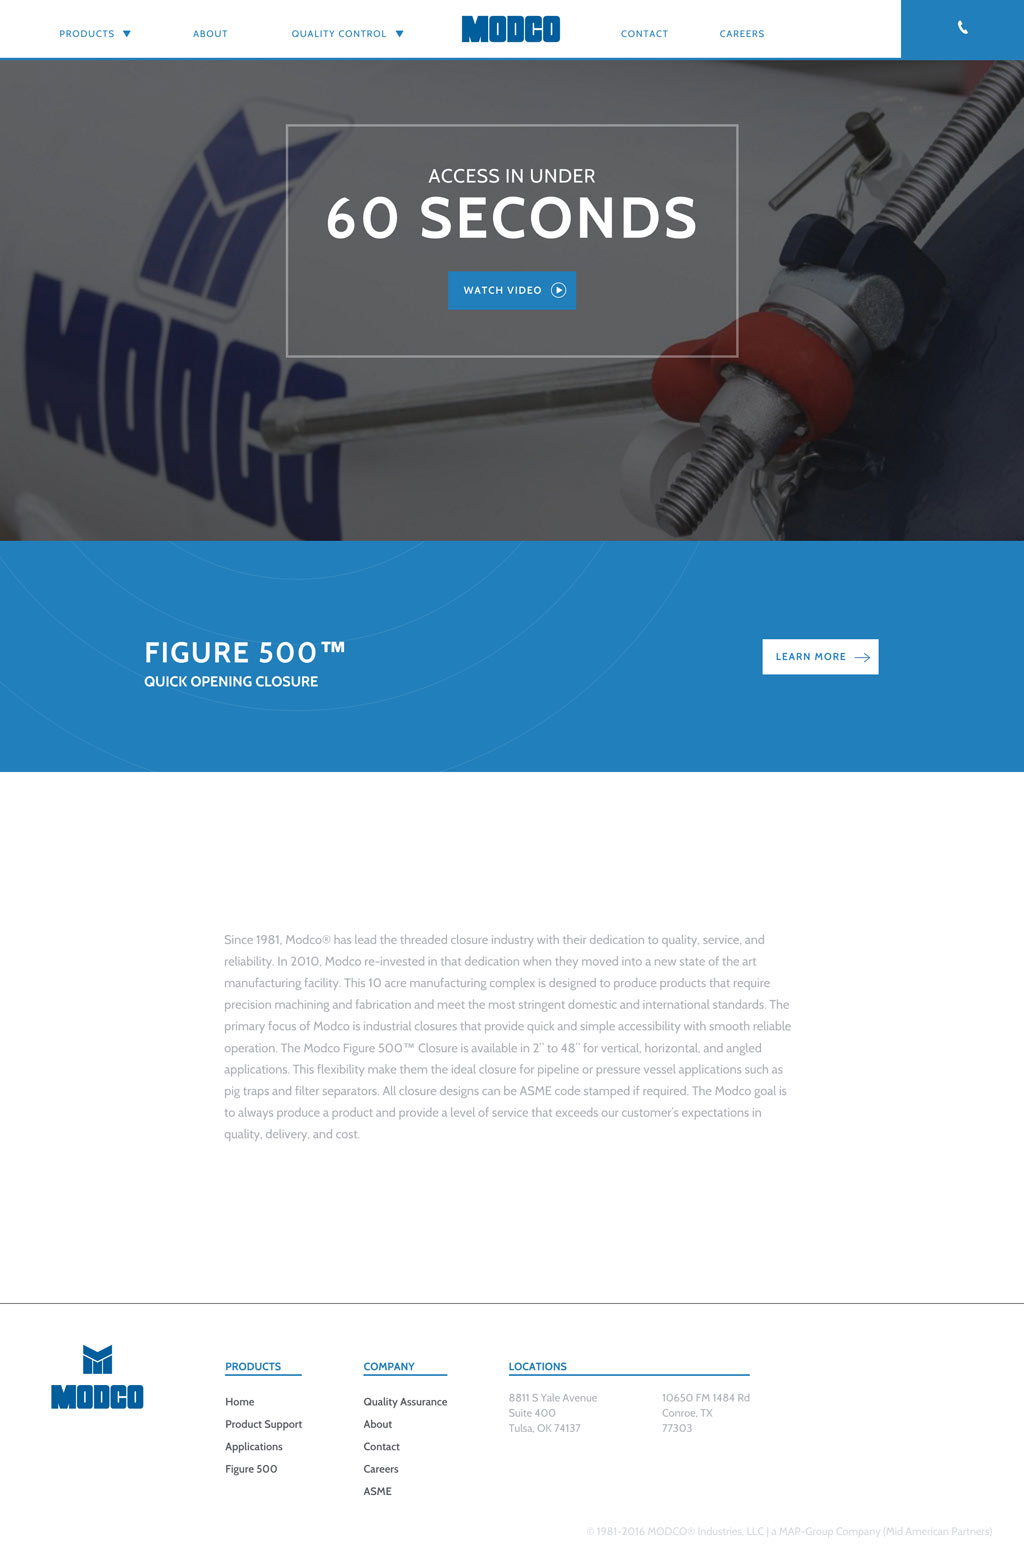 PRODUCTS ▼ ABOUT QUALITY CONTROL ▼ MODCO CONTACT CAREERS
MODCO
ACCESS IN UNDER
60 SECONDS
WATCH VIDEO
FIGURE 500™
QUICK OPENING CLOSURE
LEARN MORE
Since 1981, Modco® has lead the threaded closure industry with their dedication to quality, service, and
reliability. In 2010, Modco re-invested in that dedication when they moved into a new state of the art
manufacturing facility. This 10 acre manufacturing complex is designed to produce products that require
precision machining and fabrication and meet the most stringent domestic and international standards. The
primary focus of Modco is industrial closures that provide quick and simple accessibility with smooth reliable
operation. The Modco Figure 500™ Closure is available in 2″ to 48″ for vertical, horizontal, and angled
applications. This flexibility make them the ideal closure for pipeline or pressure vessel applications such as
pig traps and filter separators. All closure designs can be ASME code stamped if required. The Modco goal is
to always produce a product and provide a level of service that exceeds our customer's expectations in
quality, delivery, and cost.
MODCO
PRODUCTS
Home
Product Support
Applications
Figure 500
COMPANY
Quality Assurance
About
Contact
Careers
ASME
LOCATIONS
8811 S Yale Avenue
Suite 400
Tulsa, OK 74137
10650 FM 1484 Rd
Conroe, TX
77303
© 1981-2016 MODCO® Industries, LLC | a MAP-Group Company (Mid American Partners)